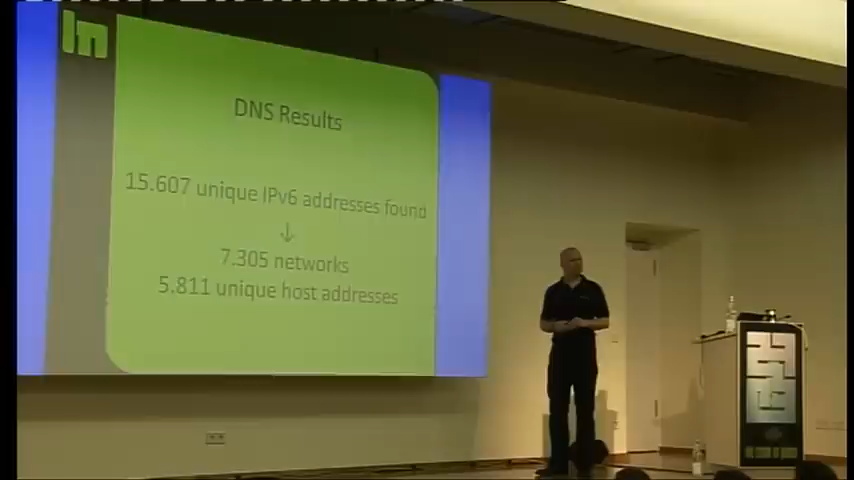 DNS Results
15.607 unique IPv6 addresses found
↓
7.305 networks
5.811 unique host addresses